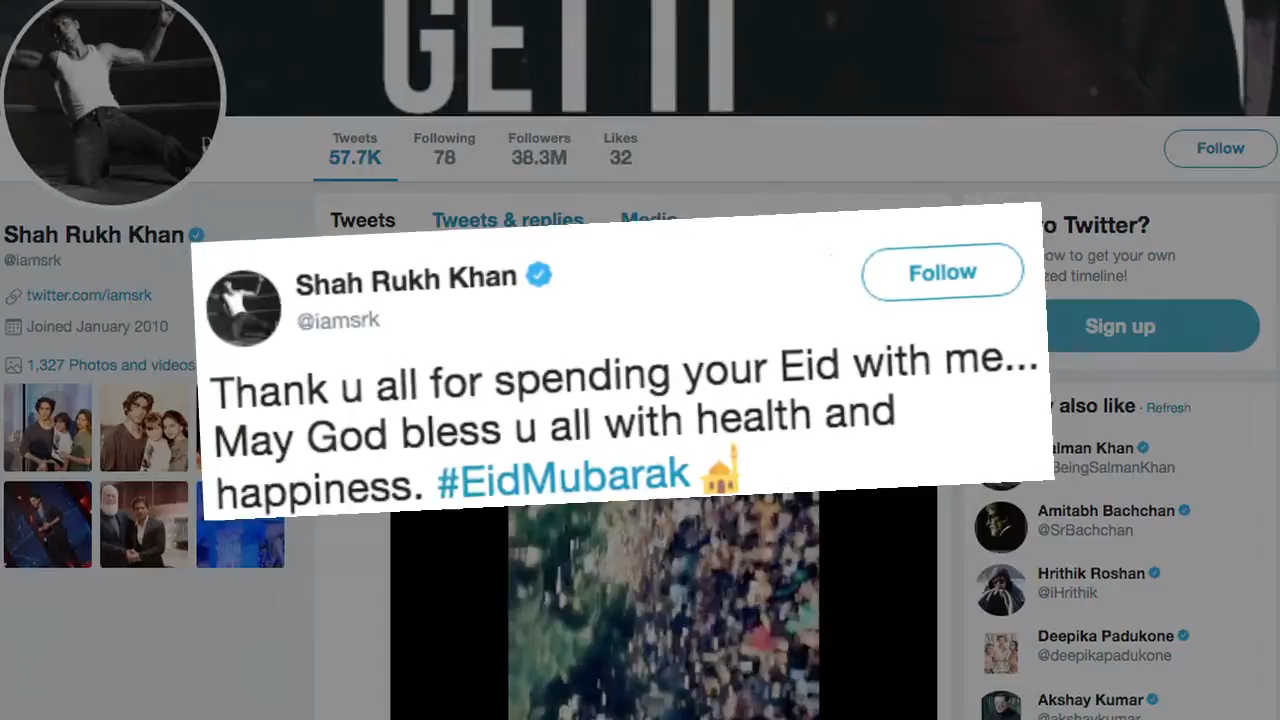 GET IT
Tweets Following Followers Likes
57.7K 78 38.3M 32
Follow
Shah Rukh Khan
@iamsrk
twitter.com/iamsrk
Joined January 2010
1,327 Photos and videos
Tweets Tweets & replies Media
Shah Rukh Khan
@iamsrk
Follow
Thank u all for spending your Eid with me...
May God bless u all with health and
happiness. #EidMubarak
to Twitter?
now to get your own
timeline!
Sign up
also like · Refresh
Salman Khan
@BeingSalmanKhan
Amitabh Bachchan
@SrBachchan
Hrithik Roshan
@iHrithik
Deepika Padukone
@deepikapadukone
Akshay Kumar
@akshaykumar